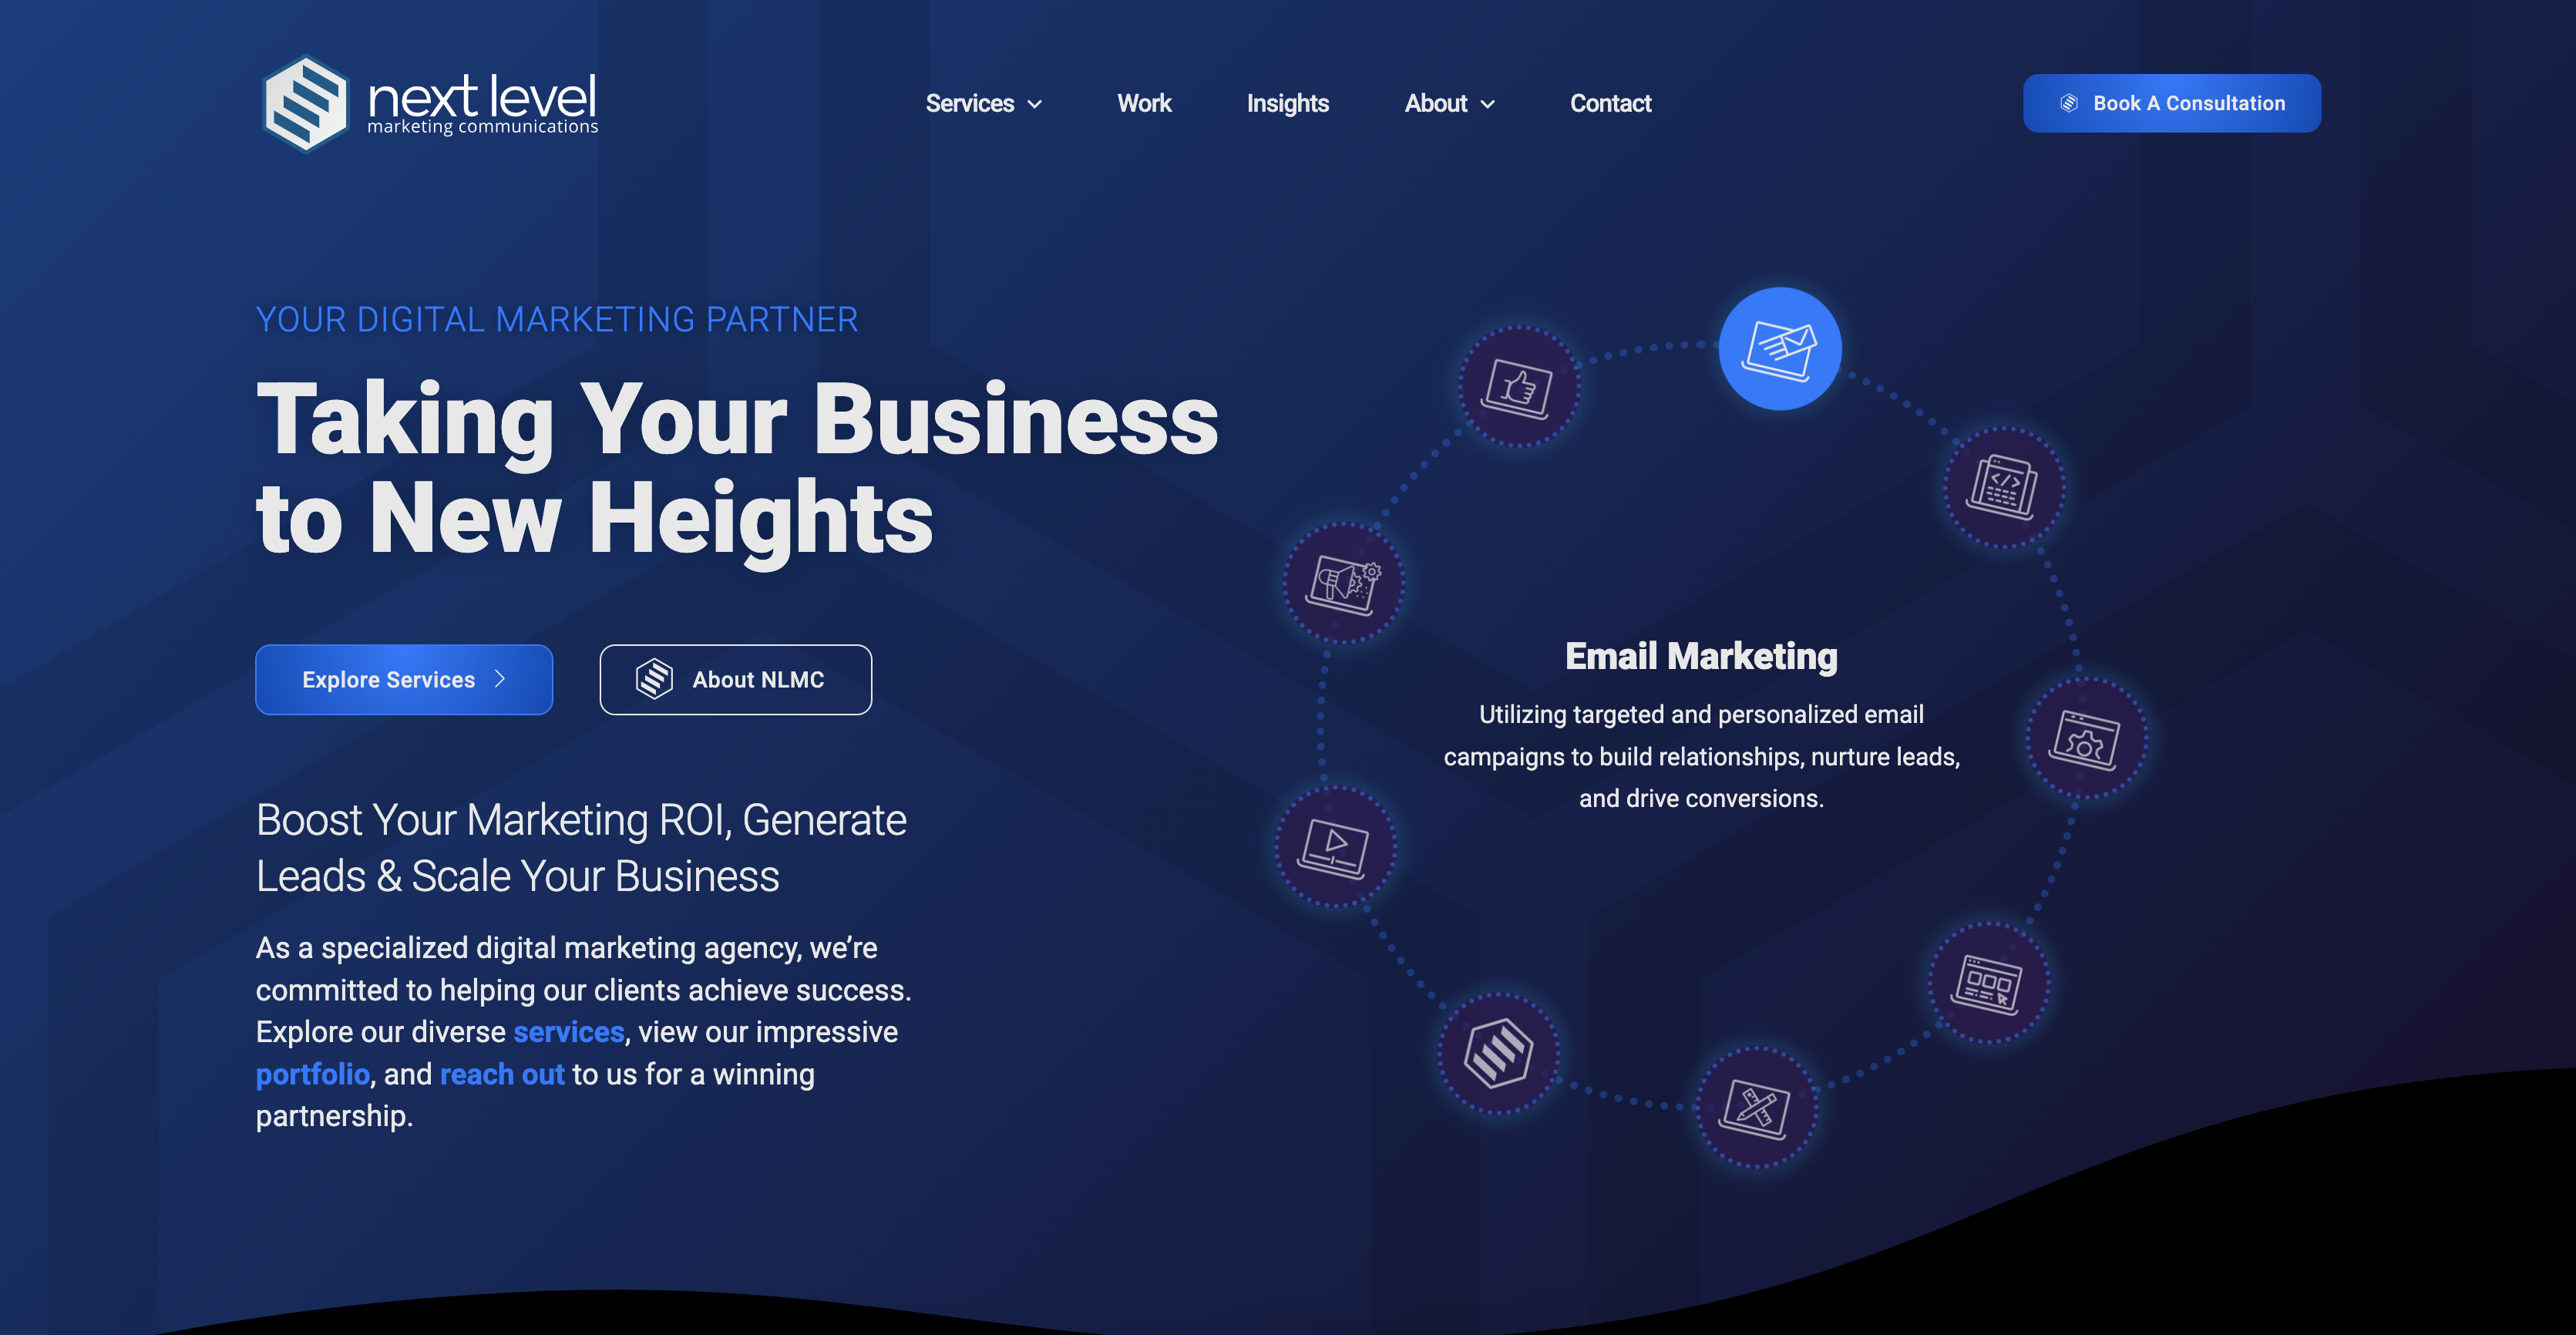 next level
marketing communications
Services
Work
Insights
About
Contact
Book A Consultation
YOUR DIGITAL MARKETING PARTNER
Taking Your Business
to New Heights
Explore Services
About NLMC
Boost Your Marketing ROI, Generate
Leads & Scale Your Business
As a specialized digital marketing agency, we’re
committed to helping our clients achieve success.
Explore our diverse services, view our impressive
portfolio, and reach out to us for a winning
partnership.
Email Marketing
Utilizing targeted and personalized email
campaigns to build relationships, nurture leads,
and drive conversions.